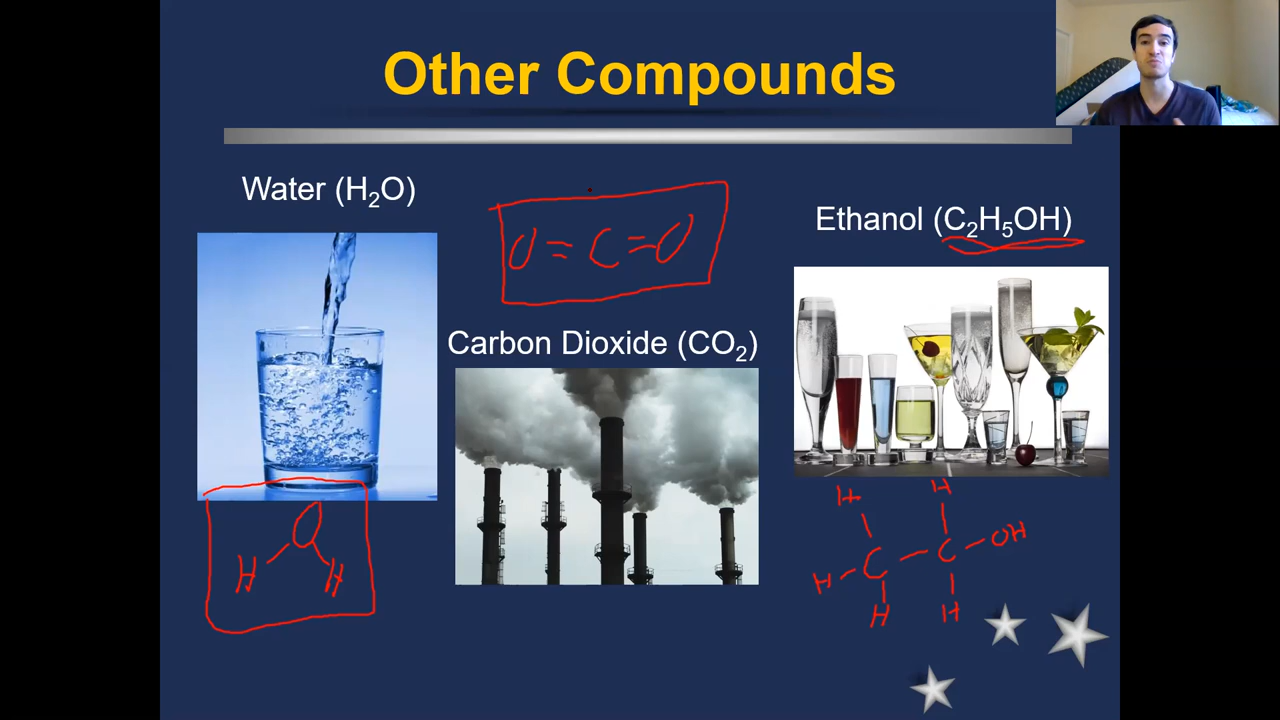 Other Compounds
Water (H₂O)
O=C=O
Ethanol (C₂H₅OH)
Carbon Dioxide (CO₂)
O
H H
H H
H C C OH
H H